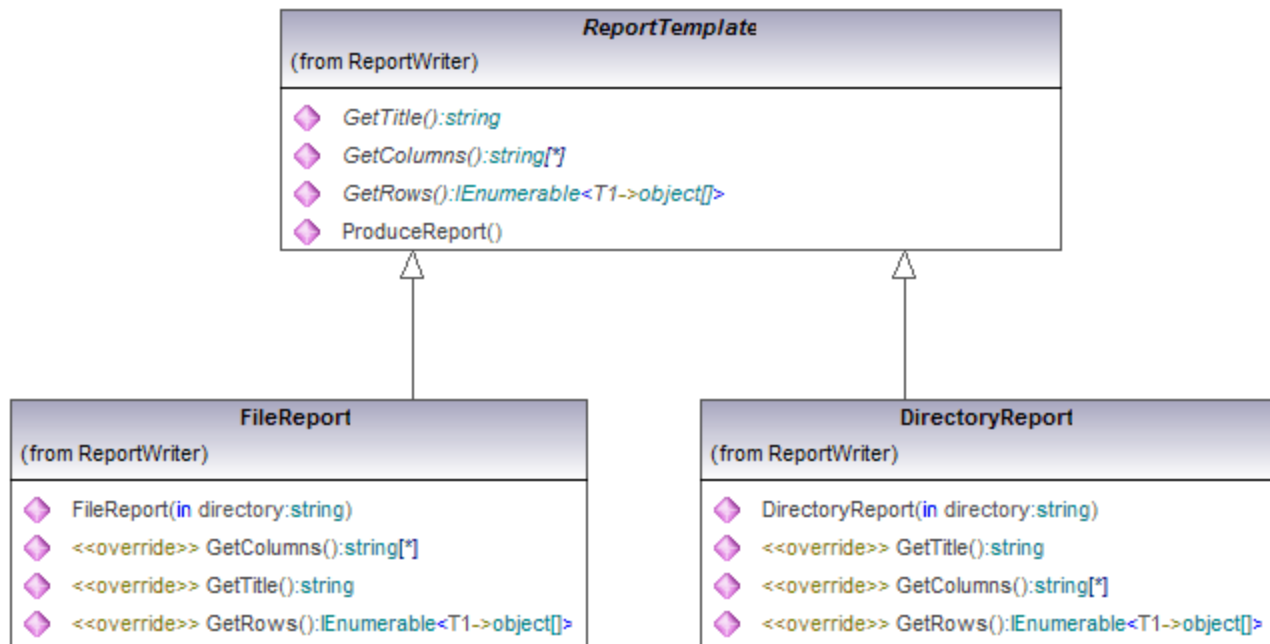 ReportTemplate
(from ReportWriter)
GetTitle():string
GetColumns():string[*]
GetRows():IEnumerable<T1->object[]>
ProduceReport()
FileReport
(from ReportWriter)
FileReport(in directory:string)
<<override>> GetColumns():string[*]
<<override>> GetTitle():string
<<override>> GetRows():IEnumerable<T1->object[]>
DirectoryReport
(from ReportWriter)
DirectoryReport(in directory:string)
<<override>> GetTitle():string
<<override>> GetColumns():string[*]
<<override>> GetRows():IEnumerable<T1->object[]>